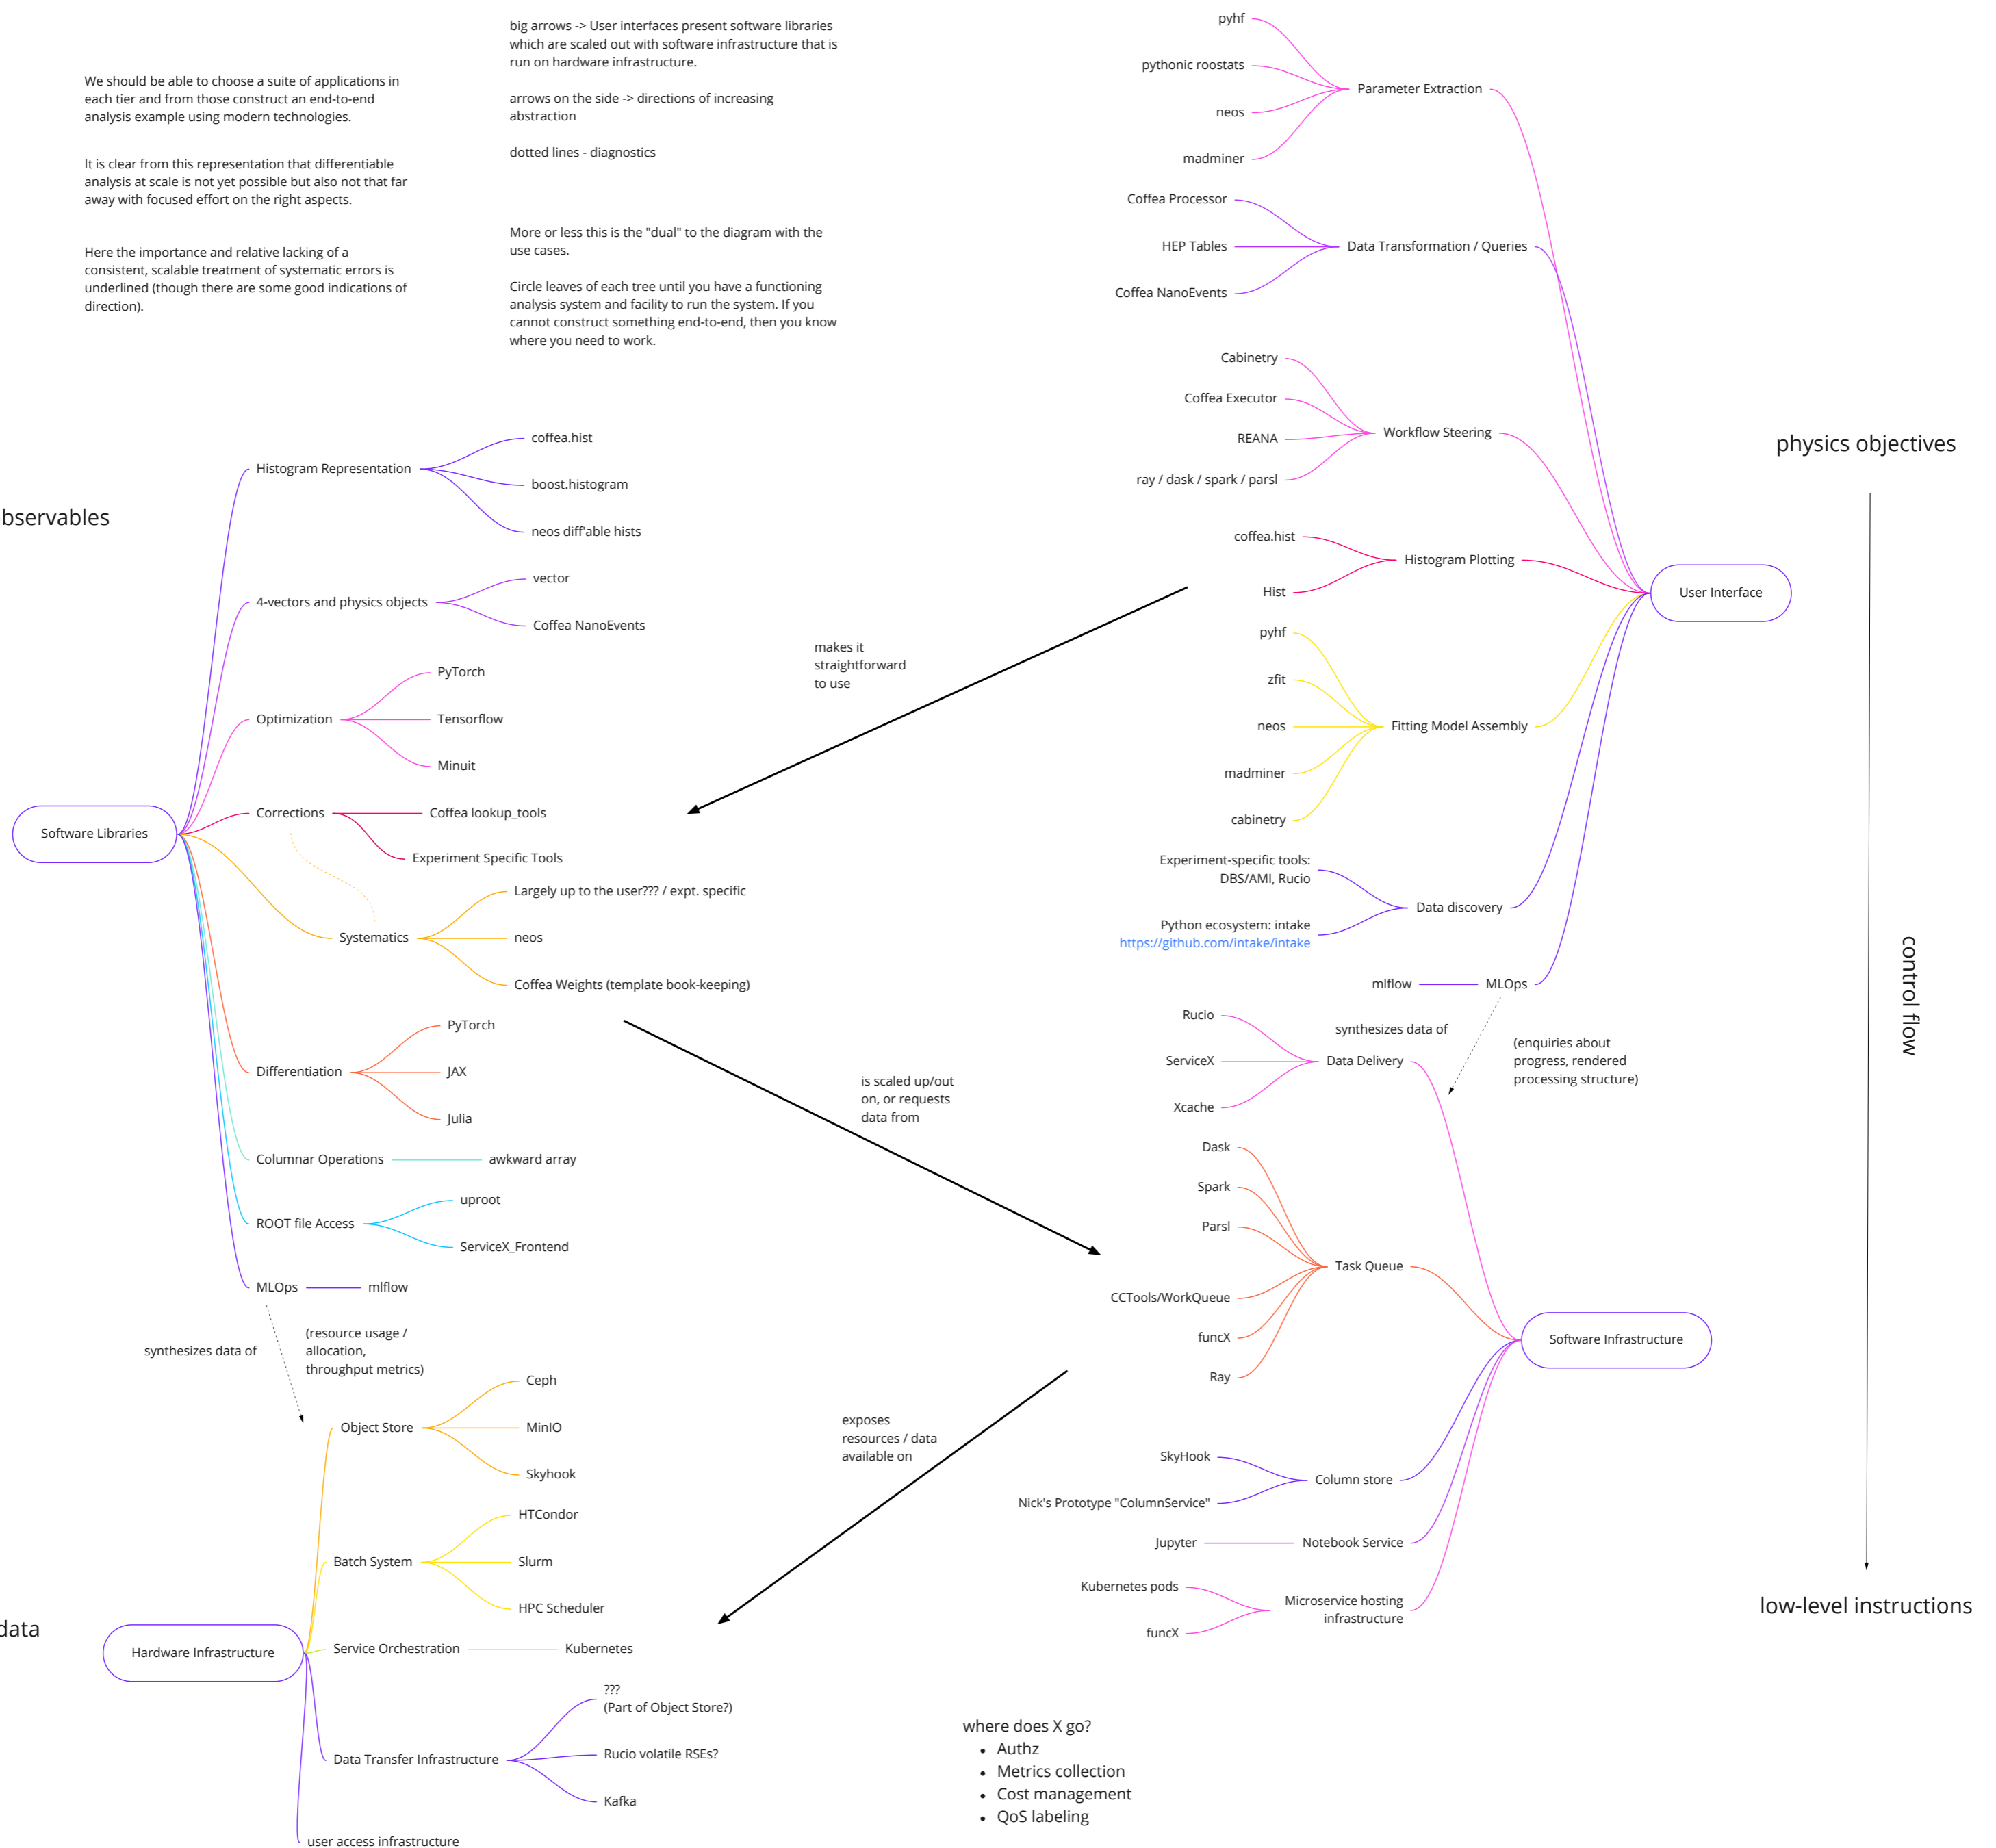 We should be able to choose a suite of applications in
each tier and from those construct an end-to-end
analysis example using modern technologies.
It is clear from this representation that differentiable
analysis at scale is not yet possible but also not that far
away with focused effort on the right aspects.
Here the importance and relative lacking of a
consistent, scalable treatment of systematic errors is
underlined (though there are some good indications of
direction).
big arrows -> User interfaces present software libraries
which are scaled out with software infrastructure that is
run on hardware infrastructure.
arrows on the side -> directions of increasing
abstraction
dotted lines - diagnostics
More or less this is the "dual" to the diagram with the
use cases.
Circle leaves of each tree until you have a functioning
analysis system and facility to run the system. If you
cannot construct something end-to-end, then you know
where you need to work.
pyhf
pythonic roostats
neos
madminer
Parameter Extraction
Coffea Processor
HEP Tables
Coffea NanoEvents
Data Transformation / Queries
Cabinetry
Coffea Executor
REANA
ray / dask / spark / parsl
Workflow Steering
coffea.hist
Hist
Histogram Plotting
User Interface
pyhf
zfit
neos
madminer
cabinetry
Fitting Model Assembly
Experiment-specific tools:
DBS/AMI, Rucio
Python ecosystem: intake
https://github.com/intake/intake
Data discovery
mlflow
MLOps
synthesizes data of
(enquiries about
progress, rendered
processing structure)
physics objectives
control flow
low-level instructions
bservables
Software Libraries
Histogram Representation
coffea.hist
boost.histogram
neos diff'able hists
4-vectors and physics objects
vector
Coffea NanoEvents
Optimization
PyTorch
Tensorflow
Minuit
Corrections
Coffea lookup_tools
Experiment Specific Tools
Systematics
Largely up to the user??? / expt. specific
neos
Coffea Weights (template book-keeping)
Differentiation
PyTorch
JAX
Julia
Columnar Operations
awkward array
ROOT file Access
uproot
ServiceX_Frontend
MLOps
mlflow
synthesizes data of
(resource usage /
allocation,
throughput metrics)
makes it
straightforward
to use
is scaled up/out
on, or requests
data from
exposes
resources / data
available on
Rucio
ServiceX
Xcache
Data Delivery
Dask
Spark
Parsl
CCTools/WorkQueue
funcX
Ray
Task Queue
Software Infrastructure
SkyHook
Nick's Prototype "ColumnService"
Column store
Jupyter
Notebook Service
Kubernetes pods
funcX
Microservice hosting
infrastructure
data
Hardware Infrastructure
Object Store
Ceph
MinIO
Skyhook
Batch System
HTCondor
Slurm
HPC Scheduler
Service Orchestration
Kubernetes
Data Transfer Infrastructure
???
(Part of Object Store?)
Rucio volatile RSEs?
Kafka
user access infrastructure
where does X go?
• Authz
• Metrics collection
• Cost management
• QoS labeling